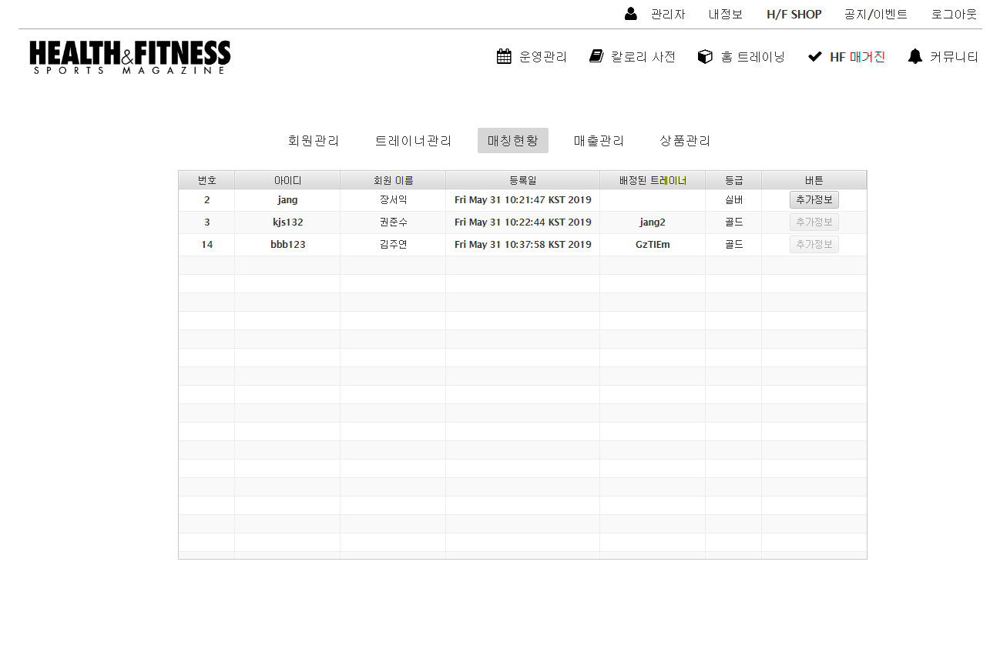 관리자 내정보 H/F SHOP 공지/이벤트 로그아웃
HEALTH&FITNESS
SPORTS MAGAZINE
운영관리 칼로리 사전 홈 트레이닝 HF 매거진 커뮤니티
회원관리 트레이너관리 매칭현황 매출관리 상품관리
번호 아이디 회원 이름 등록일 배정된 트레이너 등급 버튼
2 jang 장서익 Fri May 31 10:21:47 KST 2019 실버 추가정보
3 kjs132 권준수 Fri May 31 10:22:44 KST 2019 jang2 골드 추가정보
14 bbb123 김주연 Fri May 31 10:37:58 KST 2019 GzTIEm 골드 추가정보